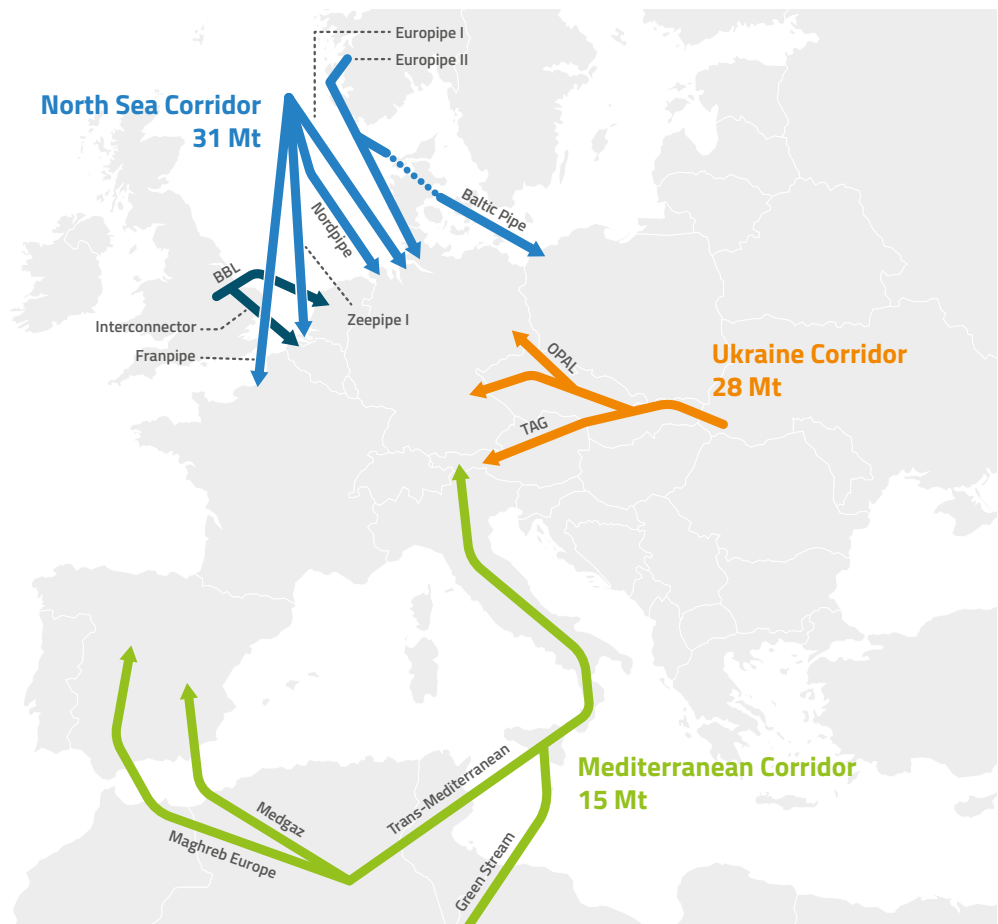 Europipe I
Europipe II
North Sea Corridor
31 Mt
Nordpipe
Baltic Pipe
BBL
Interconnector
Zeepipe I
Franpipe
OPAL
Ukraine Corridor
28 Mt
TAG
Trans-Mediterranean
Mediterranean Corridor
15 Mt
Medgaz
Maghreb Europe
Green Stream